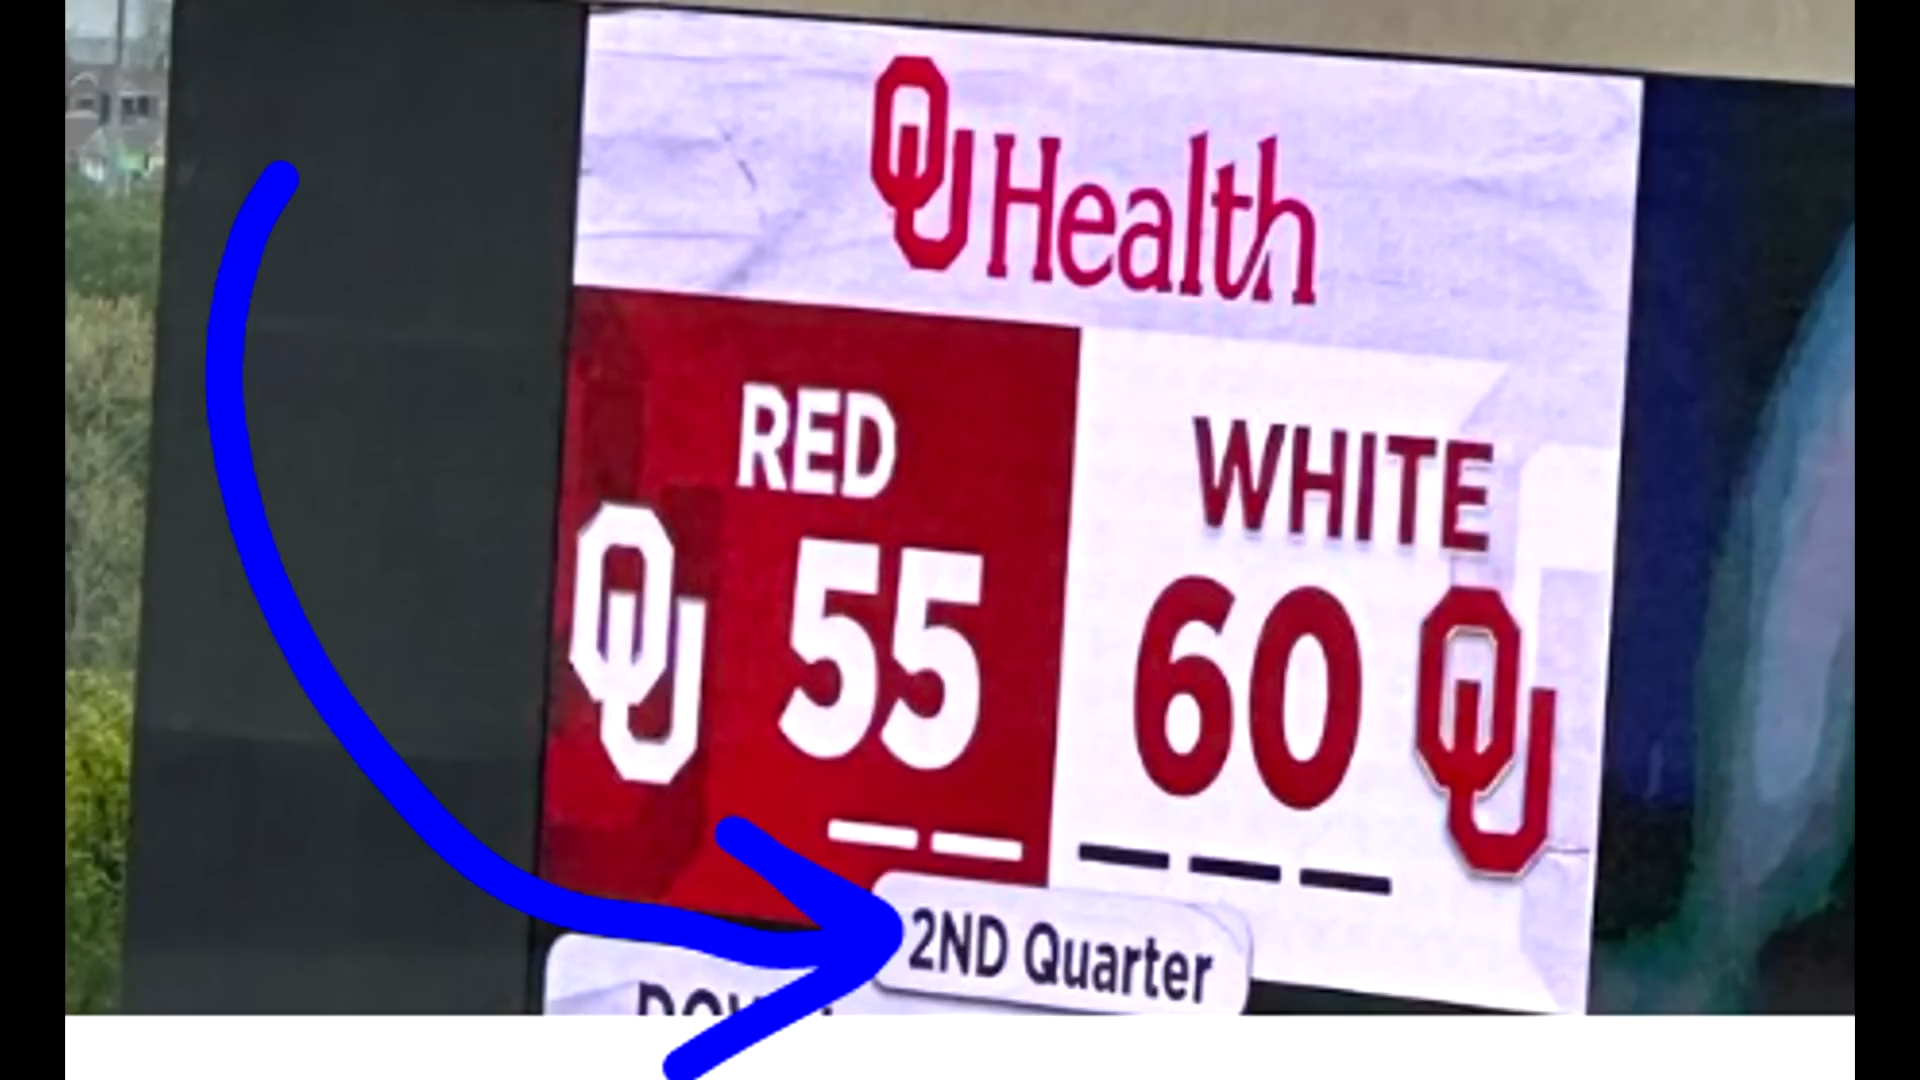 OU Health
RED
WHITE
OU 55
60 OU
2ND Quarter